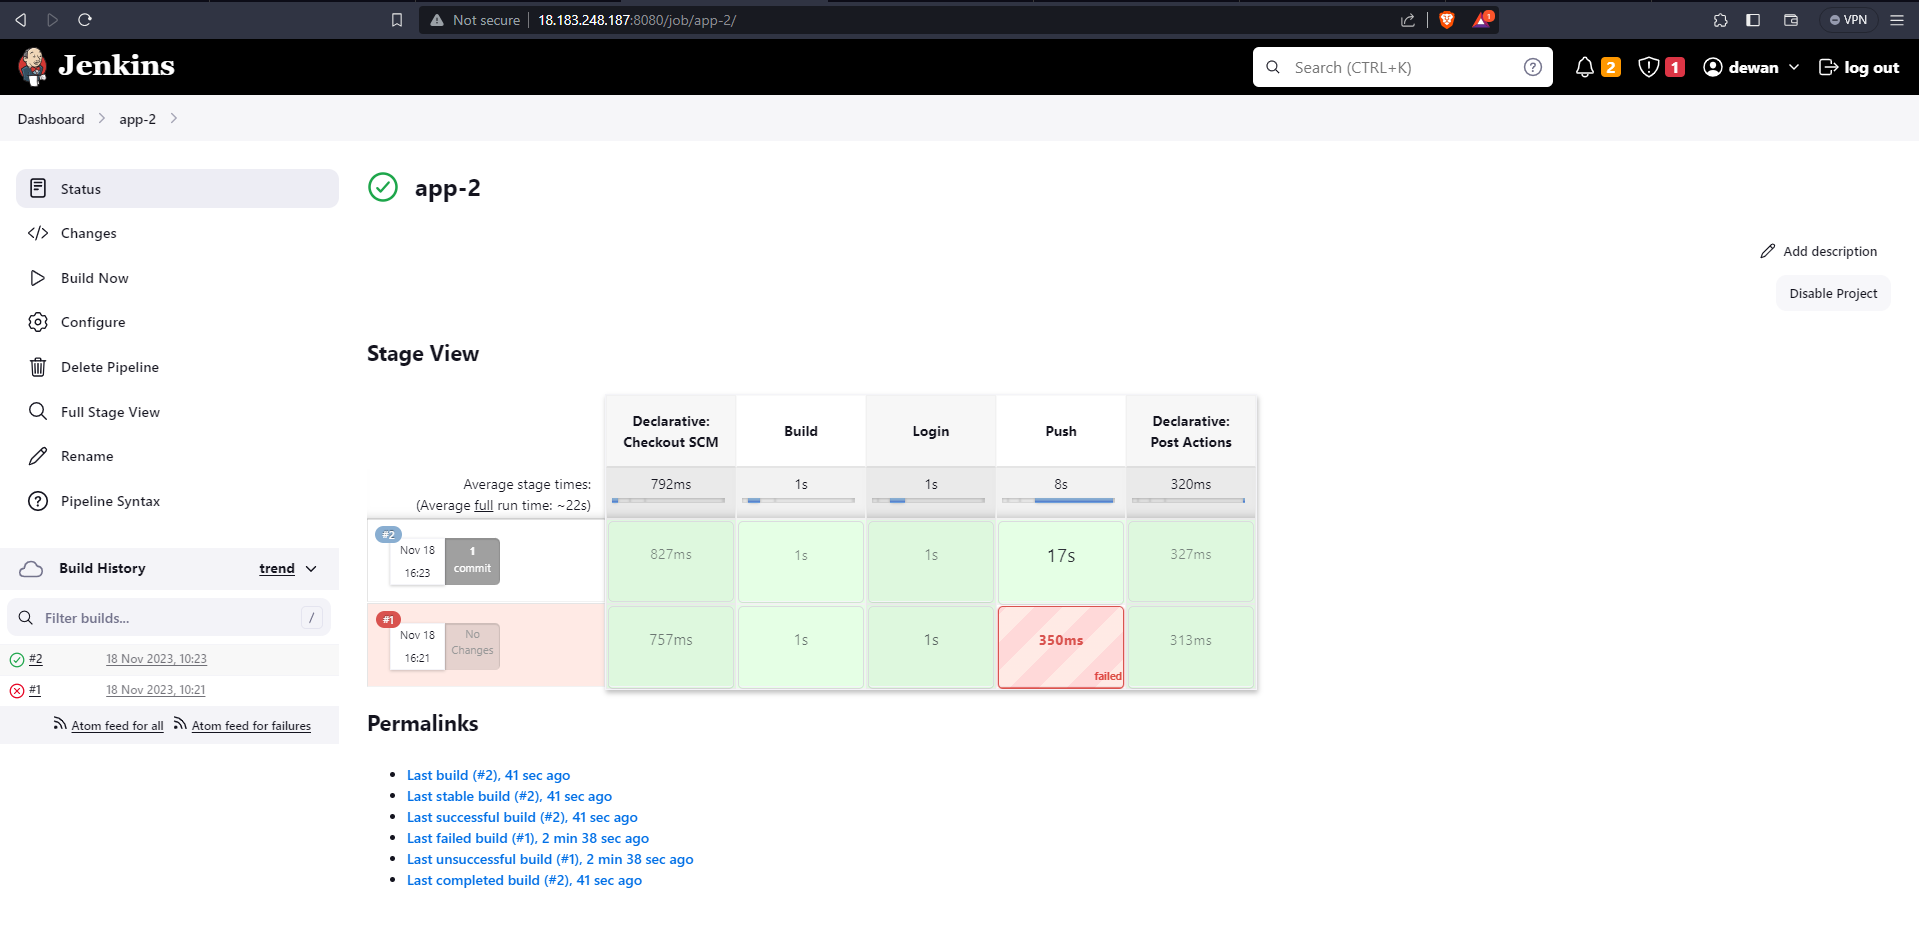 Not secure 18.183.248.187:8080/job/app-2/ 1 VPN
Jenkins
Search (CTRL+K) ?
2
1
dewan
log out
Dashboard app-2
Status
Changes
Build Now
Configure
Delete Pipeline
Full Stage View
Rename
Pipeline Syntax
Build History trend
Filter builds... /
#2 18 Nov 2023, 10:23
#1 18 Nov 2023, 10:21
Atom feed for all Atom feed for failures
app-2
Add description
Disable Project
Stage View
Declarative: Checkout SCM
Build
Login
Push
Declarative: Post Actions
Average stage times:
(Average full run time: ~22s)
792ms 1s 1s 8s 320ms
#2
Nov 18
16:23
1
commit
827ms 1s 1s 17s 327ms
#1
Nov 18
16:21
No
Changes
757ms 1s 1s 350ms 313ms
failed
Permalinks
Last build (#2), 41 sec ago
Last stable build (#2), 41 sec ago
Last successful build (#2), 41 sec ago
Last failed build (#1), 2 min 38 sec ago
Last unsuccessful build (#1), 2 min 38 sec ago
Last completed build (#2), 41 sec ago